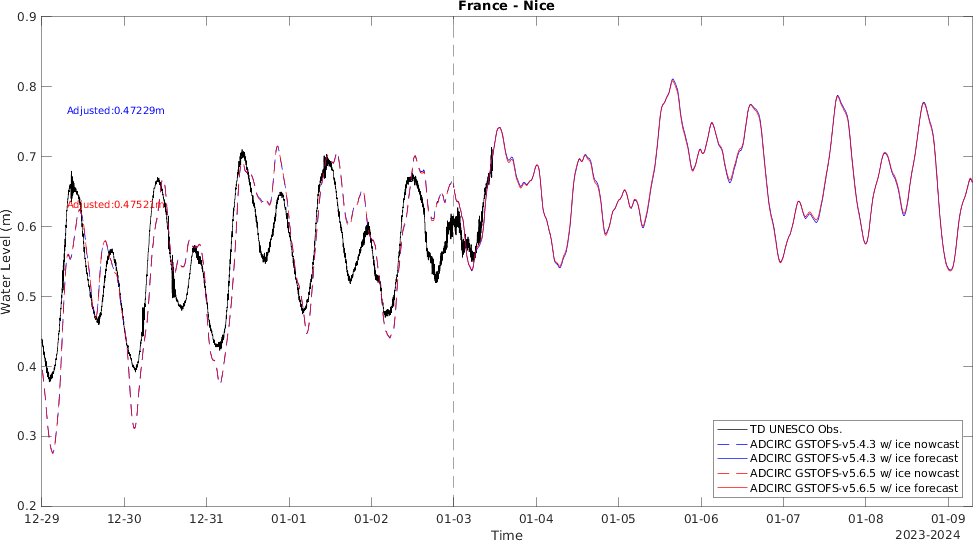 France - Nice
0.9
0.8
0.7
0.6
0.5
0.4
0.3
0.2
Water Level (m)
Adjusted:0.47229m
Adjusted:0.47521m
TD UNESCO Obs.
ADCIRC GSTOFS-v5.4.3 w/ ice nowcast
ADCIRC GSTOFS-v5.4.3 w/ ice forecast
ADCIRC GSTOFS-v5.6.5 w/ ice nowcast
ADCIRC GSTOFS-v5.6.5 w/ ice forecast
12-29 12-30 12-31 01-01 01-02 01-03 01-04 01-05 01-06 01-07 01-08 01-09
Time
2023-2024